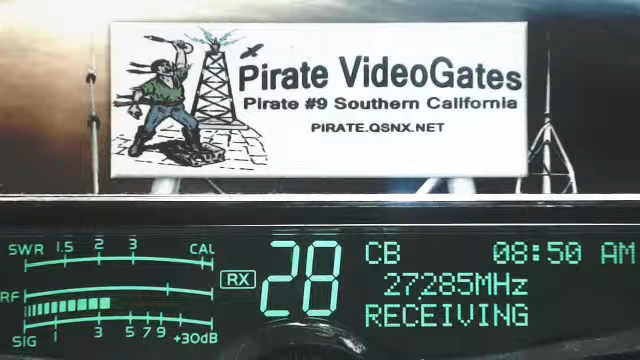 Pirate VideoGates
Pirate #9 Southern California
PIRATE.QSNX.NET
SWR 1.5 2 3 CAL
RF
SIG 1 3 5 7 9 +30dB
RX
28
CB 08:50 AM
27285MHz
RECEIVING